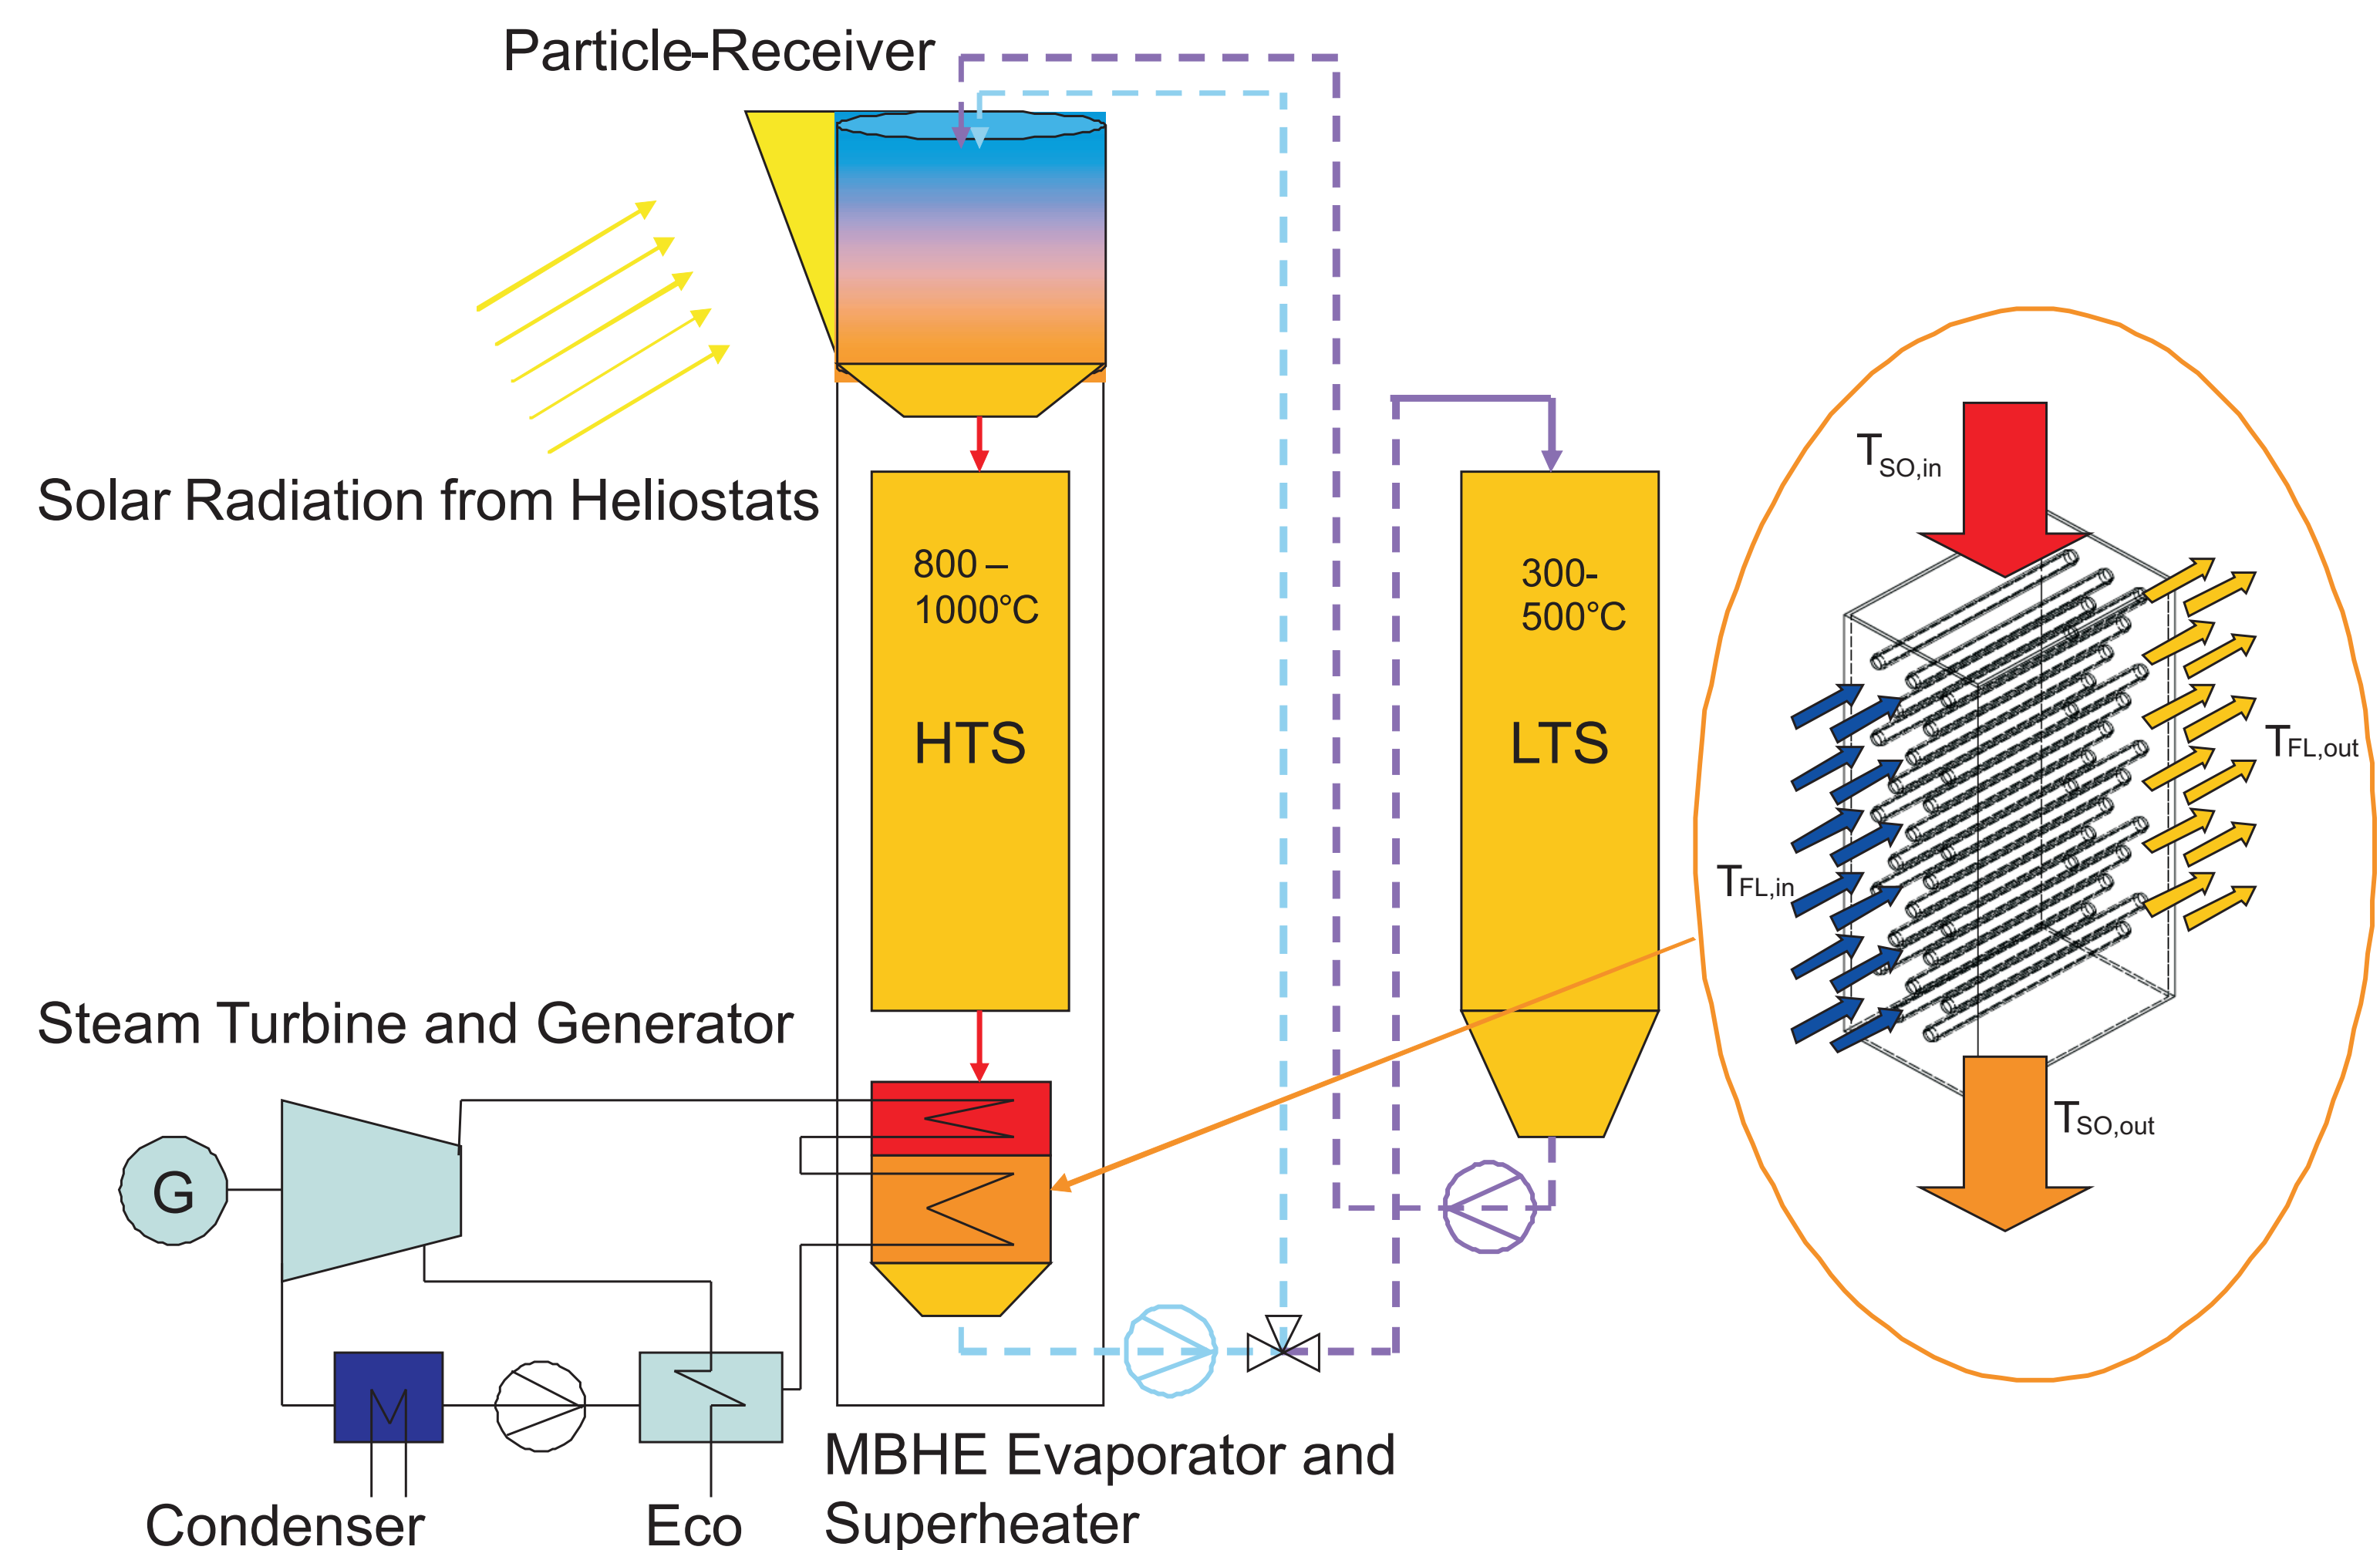 Particle-Receiver
Solar Radiation from Heliostats
800 –
1000°C
HTS
300-
500°C
LTS
TSO,in
TFL,out
TFL,in
TSO,out
Steam Turbine and Generator
G
Condenser
Eco
MBHE Evaporator and
Superheater